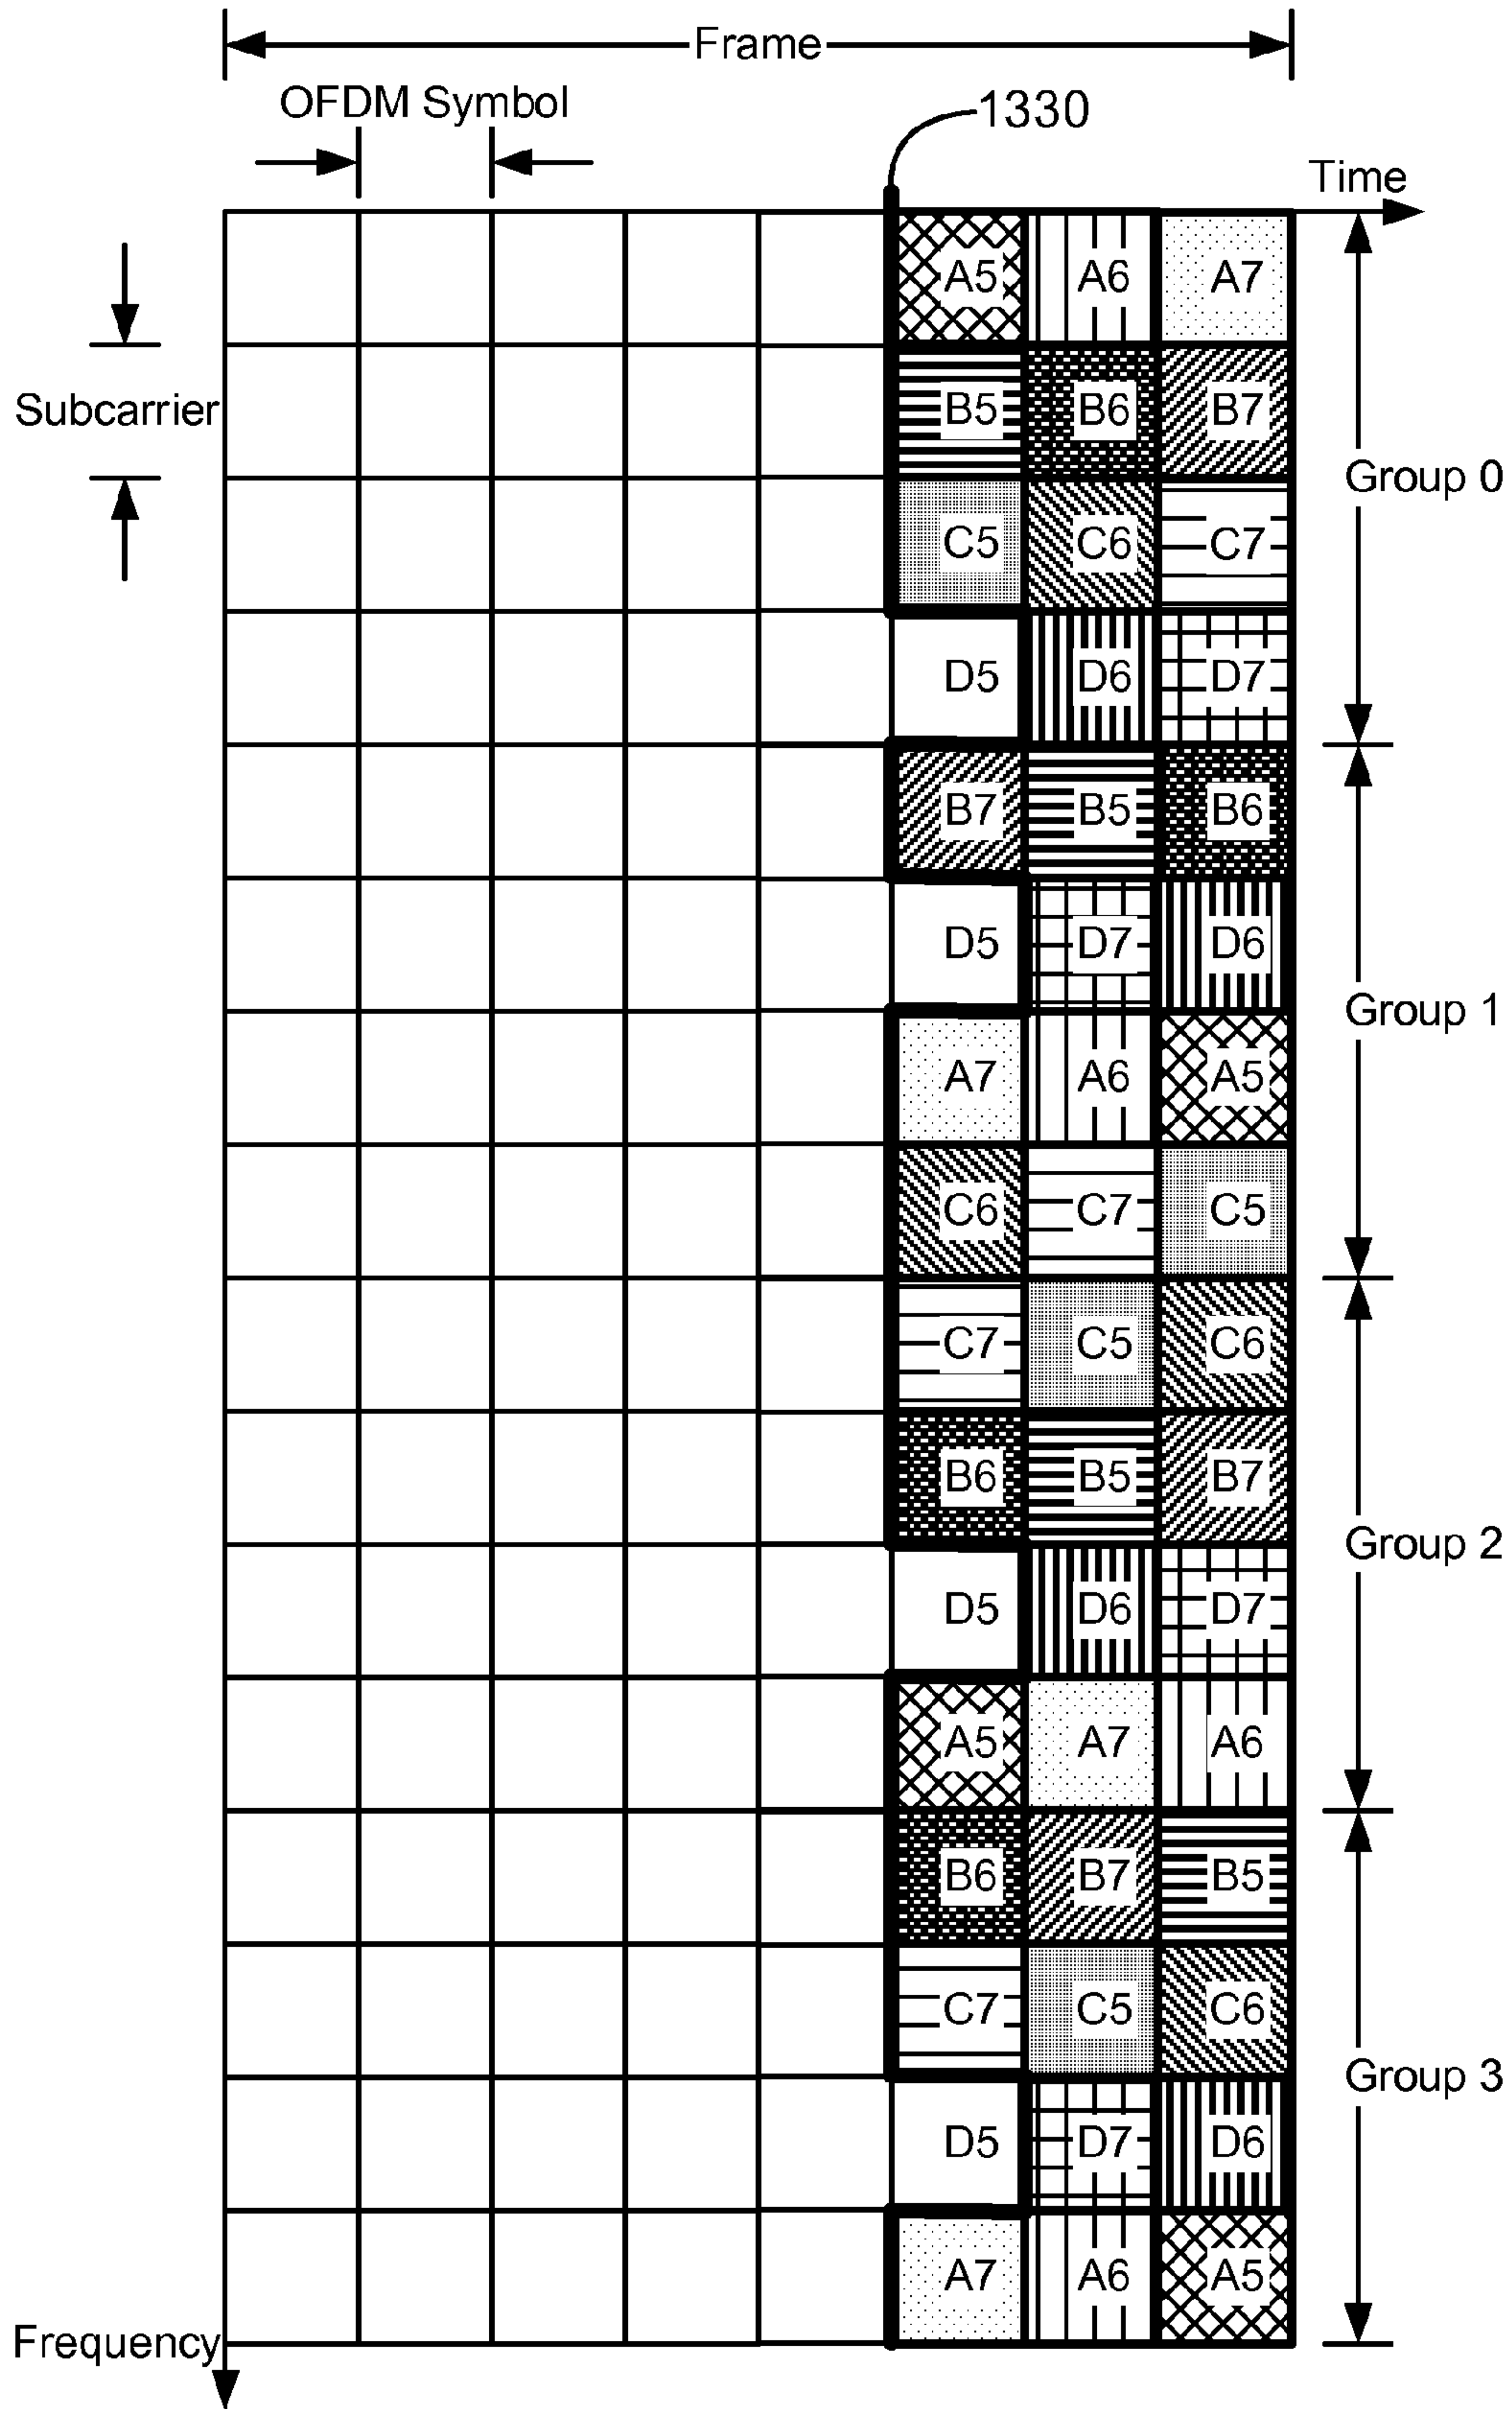 Frame
OFDM Symbol
1330
Time
A5 A6 A7
Subcarrier B5 B6 B7
Group 0
C5 C6 C7
D5 D6 D7
B7 B5 B6
D5 D7 D6
Group 1
A7 A6 A5
C6 C7 C5
C7 C5 C6
B6 B5 B7
Group 2
D5 D6 D7
A5 A7 A6
B6 B7 B5
C7 C5 C6
Group 3
D5 D7 D6
A7 A6 A5
Frequency